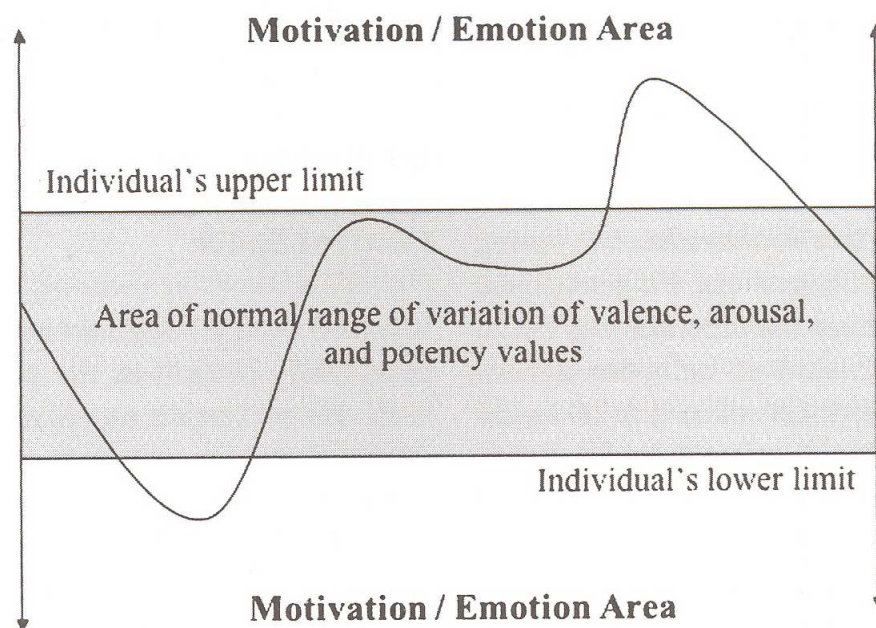 Motivation / Emotion Area
Individual's upper limit
Area of normal range of variation of valence, arousal,
and potency values
Individual's lower limit
Motivation / Emotion Area